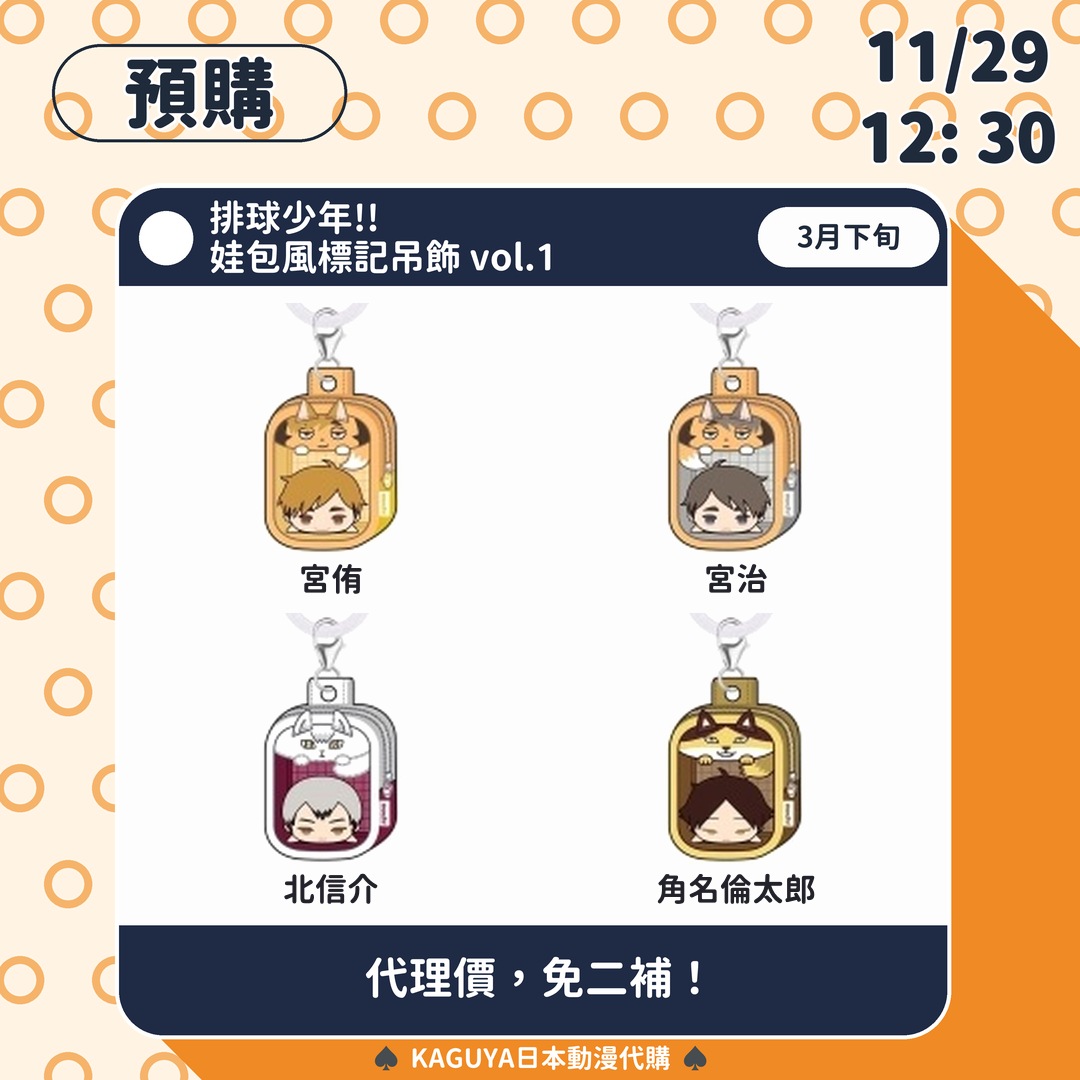 預購
11/29
12: 30
排球少年!!
娃包風標記吊飾 vol.1
3月下旬
宮侑
宮治
北信介
角名倫太郎
代理價，免二補！
♠ KAGUYA日本動漫代購 ♠